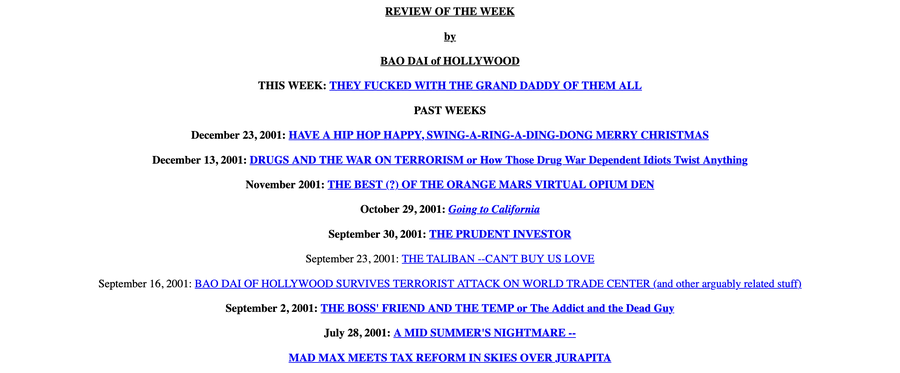 REVIEW OF THE WEEK
by
BAO DAI of HOLLYWOOD
THIS WEEK: THEY FUCKED WITH THE GRAND DADDY OF THEM ALL
PAST WEEKS
December 23, 2001: HAVE A HIP HOP HAPPY, SWING-A-RING-A-DING-DONG MERRY CHRISTMAS
December 13, 2001: DRUGS AND THE WAR ON TERRORISM or How Those Drug War Dependent Idiots Twist Anything
November 2001: THE BEST (?) OF THE ORANGE MARS VIRTUAL OPIUM DEN
October 29, 2001: Going to California
September 30, 2001: THE PRUDENT INVESTOR
September 23, 2001: THE TALIBAN --CAN'T BUY US LOVE
September 16, 2001: BAO DAI OF HOLLYWOOD SURVIVES TERRORIST ATTACK ON WORLD TRADE CENTER (and other arguably related stuff)
September 2, 2001: THE BOSS' FRIEND AND THE TEMP or The Addict and the Dead Guy
July 28, 2001: A MID SUMMER'S NIGHTMARE --
MAD MAX MEETS TAX REFORM IN SKIES OVER JURAPITA